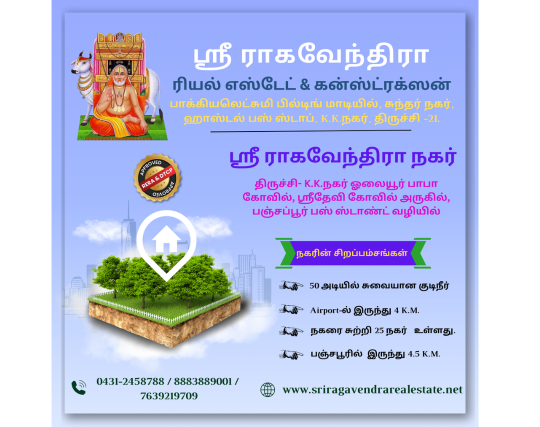 ஸ்ரீ ராகவேந்திரா
ரியல் எஸ்டேட் & கன்ஸ்ட்ரக்ஸன்
பாக்கியலெட்சுமி பில்டிங் மாடியில், சுந்தர் நகர்,
ஹாஸ்டல் பஸ் ஸ்டாப், K.K.நகர், திருச்சி -21.
ஸ்ரீ ராகவேந்திரா நகர்
APPROVED
RERA & DTCP
திருச்சி- K.K.நகர் ஓலையூர் பாபா
கோவில், ஸ்ரீதேவி கோவில் அருகில்,
பஞ்சப்பூர் பஸ் ஸ்டாண்ட் வழியில்
நகரின் சிறப்பம்சங்கள்
50 அடியில் சுவையான குடிநீர்
Airport-ல் இருந்து 4 K.M.
நகரை சுற்றி 25 நகர் உள்ளது.
பஞ்சபூரில் இருந்து 4.5 K.M.
0431-2458788 / 8883889001 /
7639219709
www.sriragavendrarealestate.net